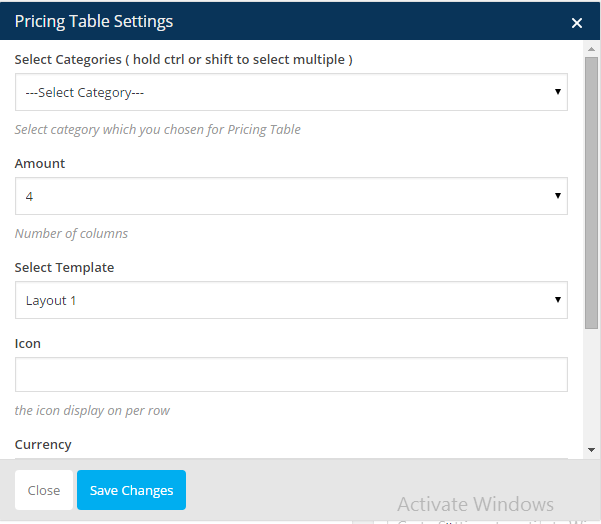 Pricing Table Settings
Select Categories ( hold ctrl or shift to select multiple )
---Select Category---
Select category which you chosen for Pricing Table
Amount
4
Number of columns
Select Template
Layout 1
Icon
the icon display on per row
Currency
Close
Save Changes
Activate Windows